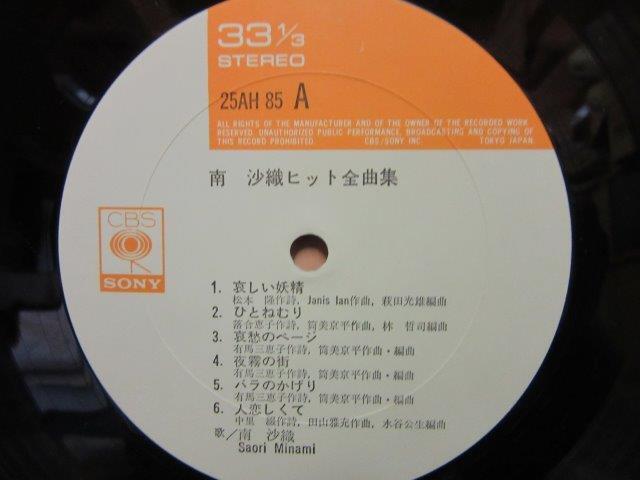 33 1/3
STEREO
25AH 85 A
ALL RIGHTS OF THE MANUFACTURER AND OF THE OWNER OF THE RECORDED WORK
RESERVED. UNAUTHORIZED PUBLIC PERFORMANCE, BROADCASTING AND COPYING OF
THIS RECORD PROHIBITED. CBS/SONY INC. TOKYO JAPAN.
南 沙織ヒット全曲集
CBS
SONY
1. 哀しい妖精
松本 隆作詩, Janis Ian作曲, 萩田光雄編曲
2. ひとねむり
落合恵子作詩, 筒美京平作曲, 林 哲司編曲
3. 哀愁のページ
有馬三恵子作詩, 筒美京平作曲・編曲
4. 夜霧の街
有馬三恵子作詩, 筒美京平作曲・編曲
5. バラのかげり
有馬三恵子作詩, 筒美京平作曲・編曲
6. 人恋しくて
中里 綴作詩, 田山雅充作曲, 水谷公生編曲
歌/南 沙織
Saori Minami